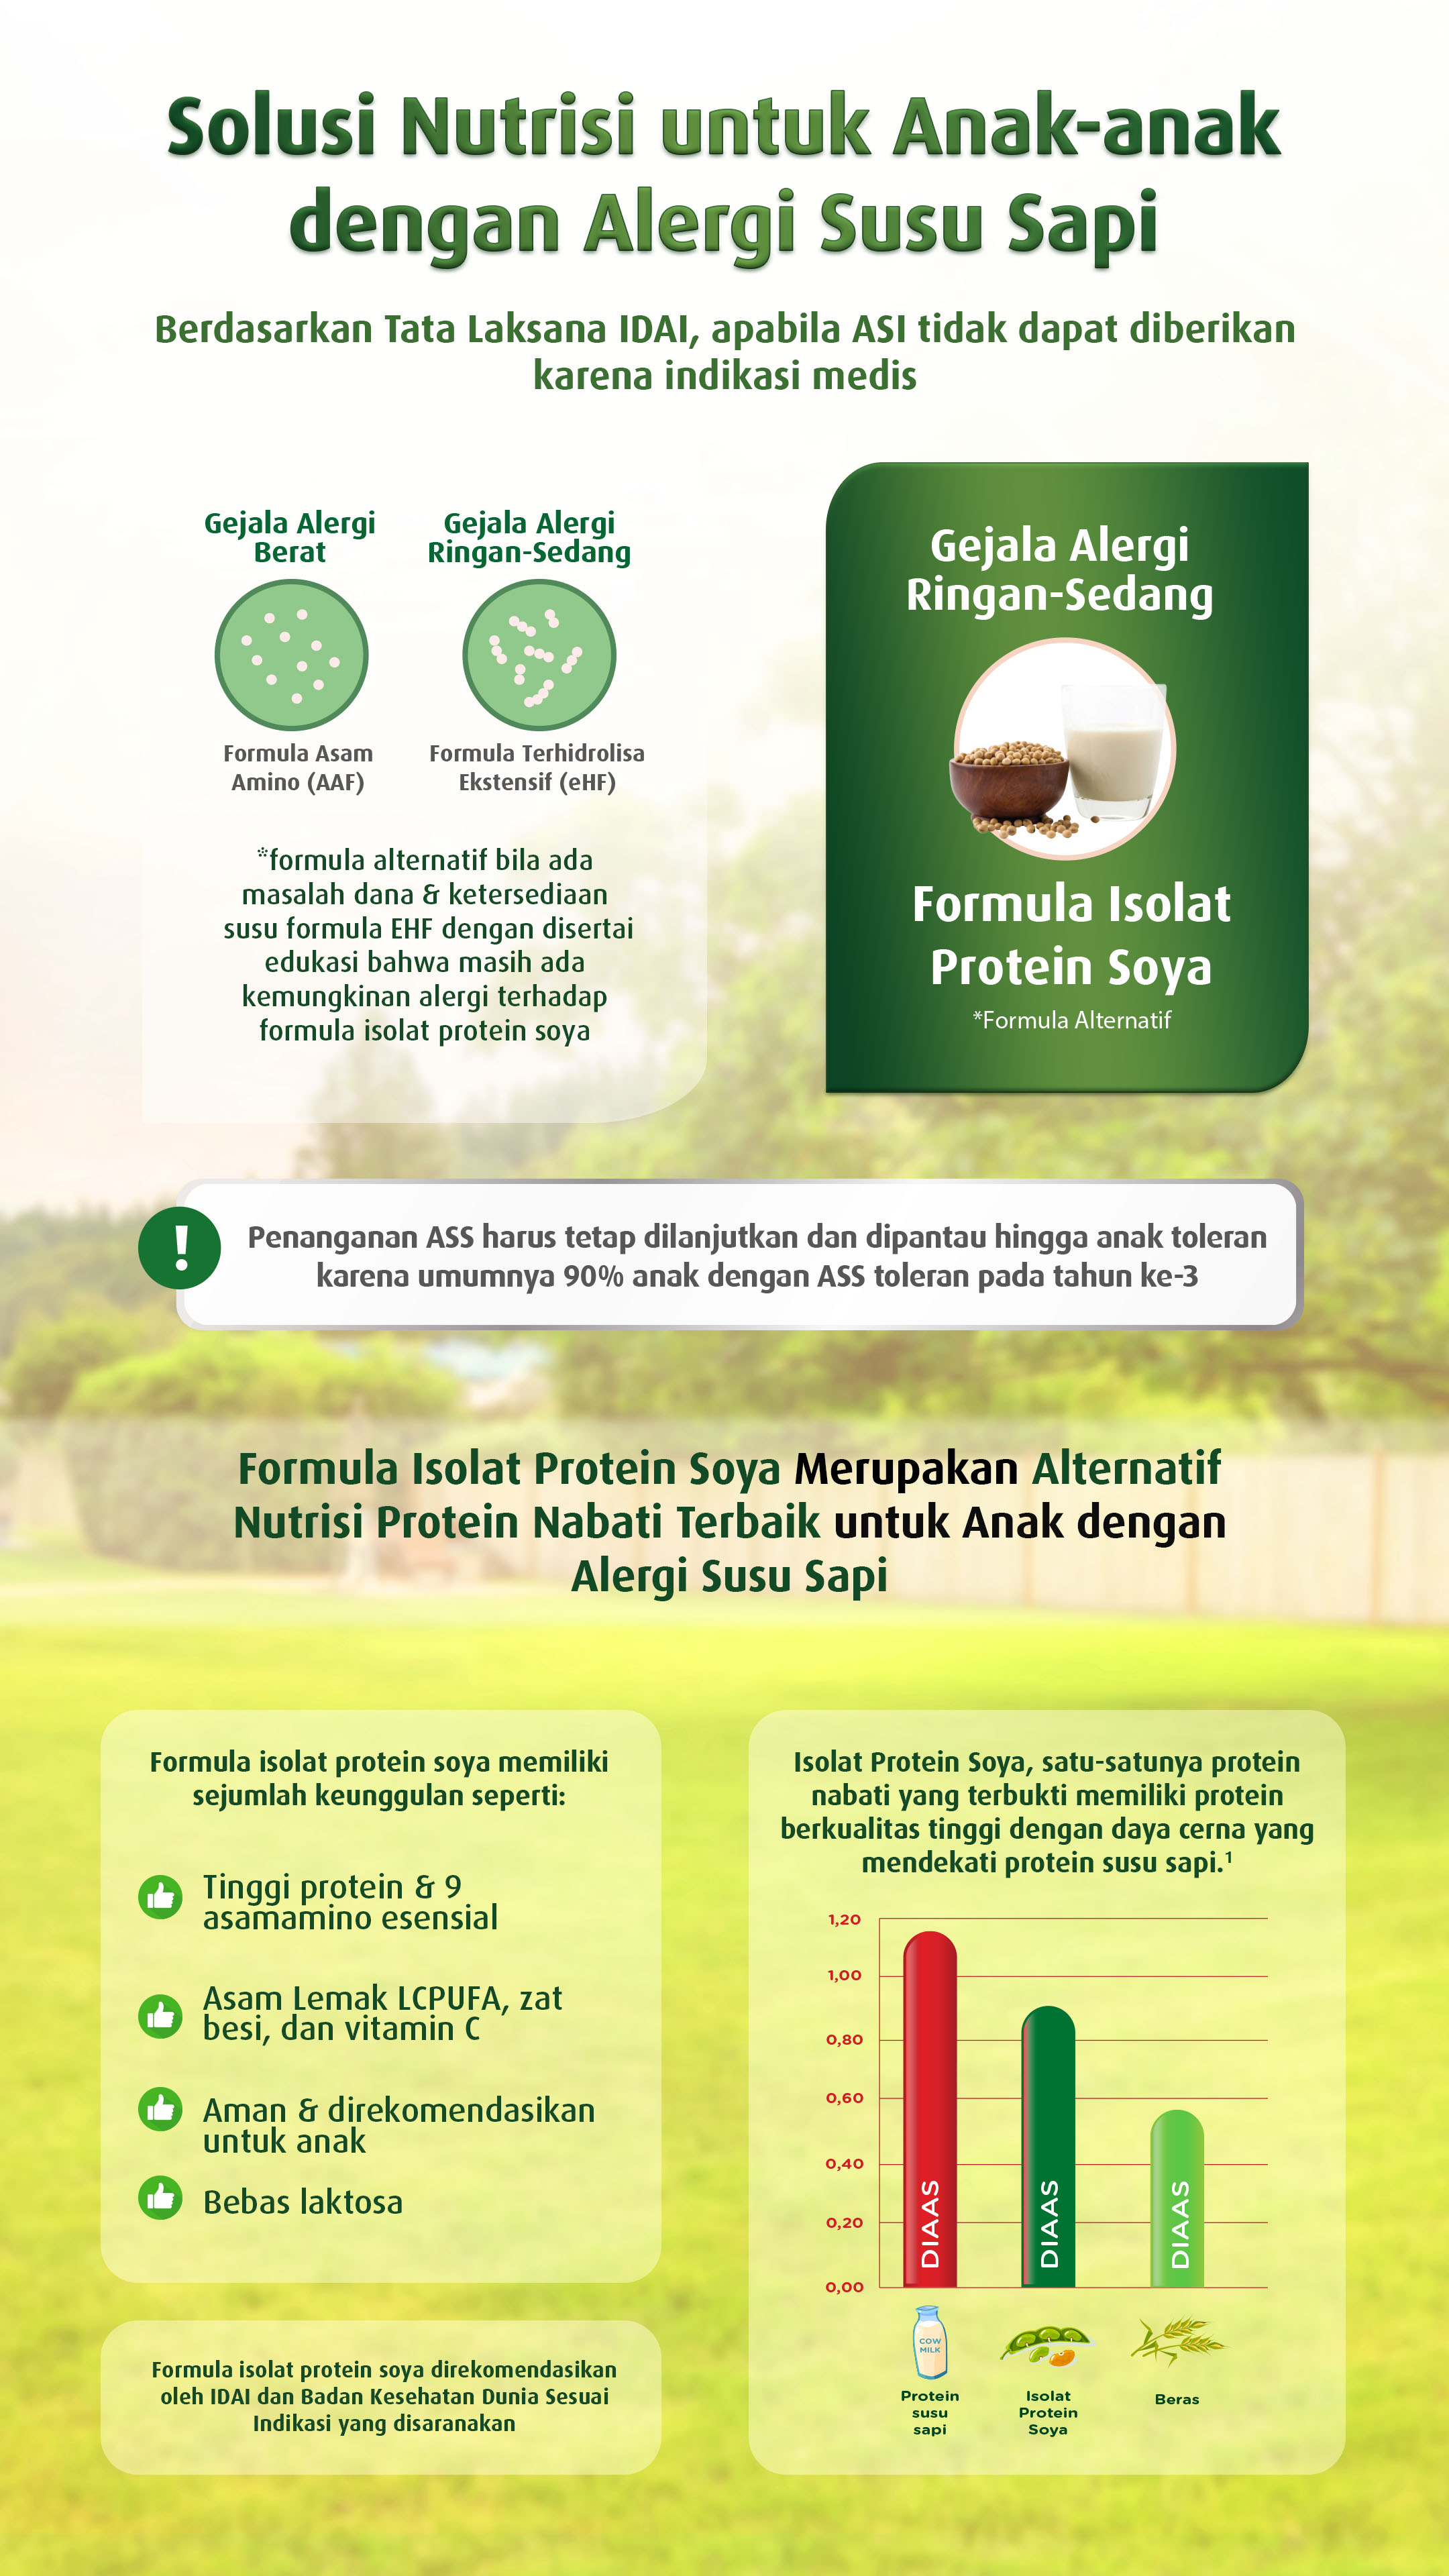 Solusi Nutrisi untuk Anak-anak
dengan Alergi Susu Sapi
Berdasarkan Tata Laksana IDAI, apabila ASI tidak dapat diberikan
karena indikasi medis
Gejala Alergi
Berat
Formula Asam
Amino (AAF)
Gejala Alergi
Ringan-Sedang
Formula Terhidrolisa
Ekstensif (eHF)
*formula alternatif bila ada
masalah dana & ketersediaan
susu formula EHF dengan disertai
edukasi bahwa masih ada
kemungkinan alergi terhadap
formula isolat protein soya
Gejala Alergi
Ringan-Sedang
Formula Isolat
Protein Soya
*Formula Alternatif
!
Penanganan ASS harus tetap dilanjutkan dan dipantau hingga anak toleran
karena umumnya 90% anak dengan ASS toleran pada tahun ke-3
Formula Isolat Protein Soya Merupakan Alternatif
Nutrisi Protein Nabati Terbaik untuk Anak dengan
Alergi Susu Sapi
Formula isolat protein soya memiliki
sejumlah keunggulan seperti:
Tinggi protein & 9
asamamino esensial
Asam Lemak LCPUFA, zat
besi, dan vitamin C
Aman & direkomendasikan
untuk anak
Bebas laktosa
Formula isolat protein soya direkomendasikan
oleh IDAI dan Badan Kesehatan Dunia Sesuai
Indikasi yang disaranakan
Isolat Protein Soya, satu-satunya protein
nabati yang terbukti memiliki protein
berkualitas tinggi dengan daya cerna yang
mendekati protein susu sapi.¹
1,20
1,00
0,80
0,60
0,40
0,20
0,00
DIAAS
DIAAS
DIAAS
COW
MILK
Protein
susu
sapi
Isolat
Protein
Soya
Beras